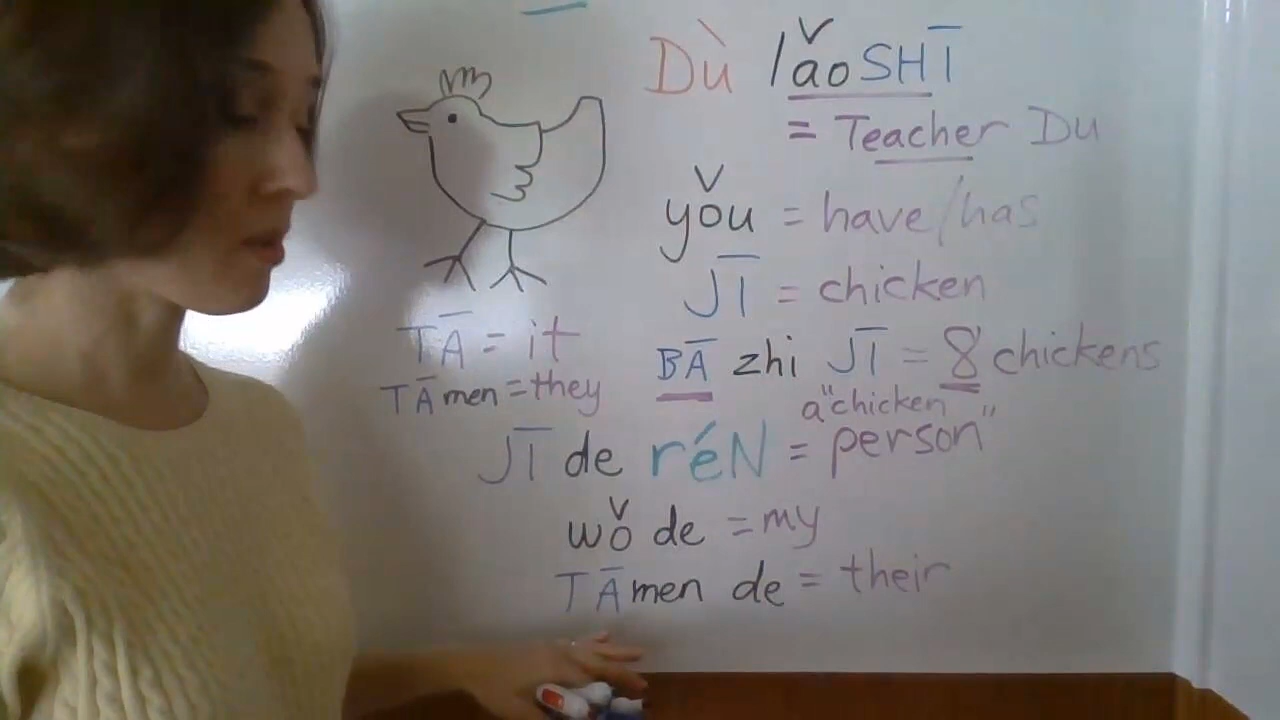 Dù lǎoSHĪ
= Teacher Du
yǒu = have/has
JĪ = chicken
TĀ = it
TĀmen = they
BĀ zhi JĪ = 8 chickens
JĪ de réN = a "chicken person"
wǒ de = my
TĀmen de = their